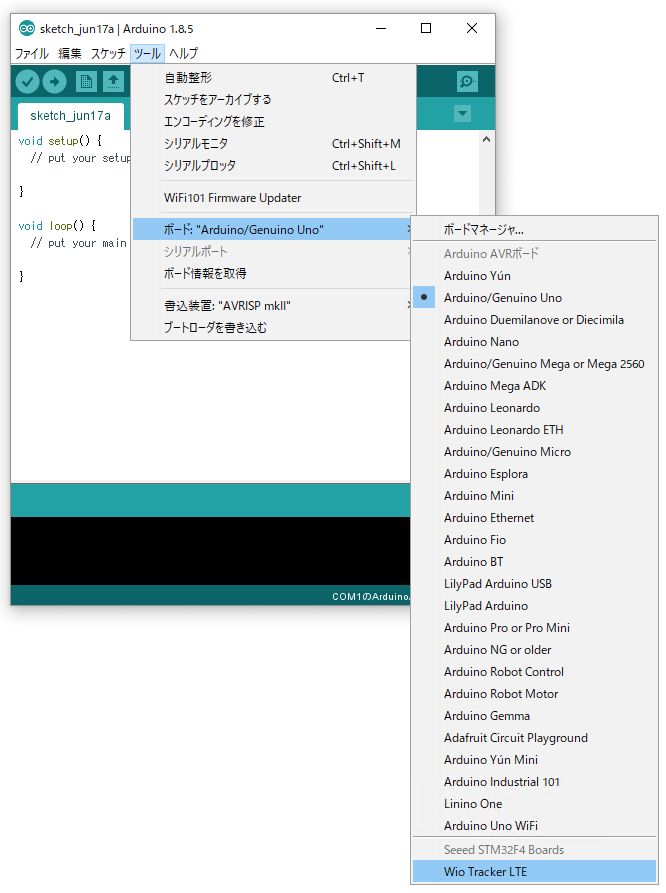 sketch_jun17a | Arduino 1.8.5
ファイル 編集 スケッチ ツール ヘルプ
sketch_jun17a
void setup() {
// put your setup
}
void loop() {
// put your main
}
自動整形 Ctrl+T
スケッチをアーカイブする
エンコーディングを修正
シリアルモニタ Ctrl+Shift+M
シリアルプロッタ Ctrl+Shift+L
WiFi101 Firmware Updater
ボード: "Arduino/Genuino Uno"
シリアルポート
ボード情報を取得
書込装置: "AVRISP mkII"
ブートローダを書き込む
ボードマネージャ...
Arduino AVRボード
Arduino Yún
Arduino/Genuino Uno
Arduino Duemilanove or Diecimila
Arduino Nano
Arduino/Genuino Mega or Mega 2560
Arduino Mega ADK
Arduino Leonardo
Arduino Leonardo ETH
Arduino/Genuino Micro
Arduino Esplora
Arduino Mini
Arduino Ethernet
Arduino Fio
Arduino BT
LilyPad Arduino USB
LilyPad Arduino
Arduino Pro or Pro Mini
Arduino NG or older
Arduino Robot Control
Arduino Robot Motor
Arduino Gemma
Adafruit Circuit Playground
Arduino Yún Mini
Arduino Industrial 101
Linino One
Arduino Uno WiFi
Seeed STM32F4 Boards
Wio Tracker LTE
COM1のArduino/